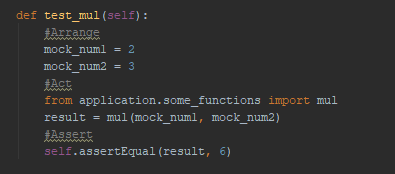 def test_mul(self):
#Arrange
mock_num1 = 2
mock_num2 = 3
#Act
from application.some_functions import mul
result = mul(mock_num1, mock_num2)
#Assert
self.assertEqual(result, 6)